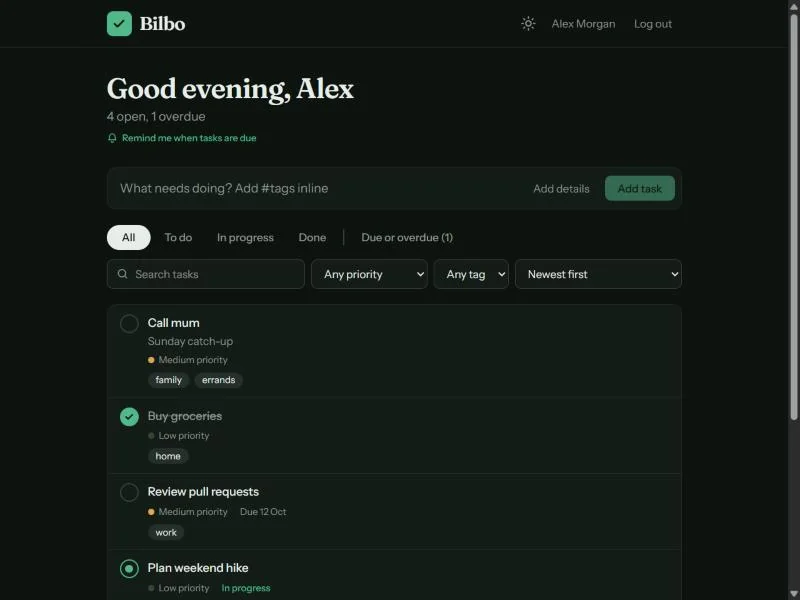 Bilbo Alex Morgan Log out
Good evening, Alex
4 open, 1 overdue
Remind me when tasks are due
What needs doing? Add #tags inline Add details Add task
All To do In progress Done Due or overdue (1)
Search tasks Any priority Any tag Newest first
Call mum
Sunday catch-up
Medium priority
family errands
Buy groceries
Low priority
home
Review pull requests
Medium priority Due 12 Oct
work
Plan weekend hike
Low priority In progress